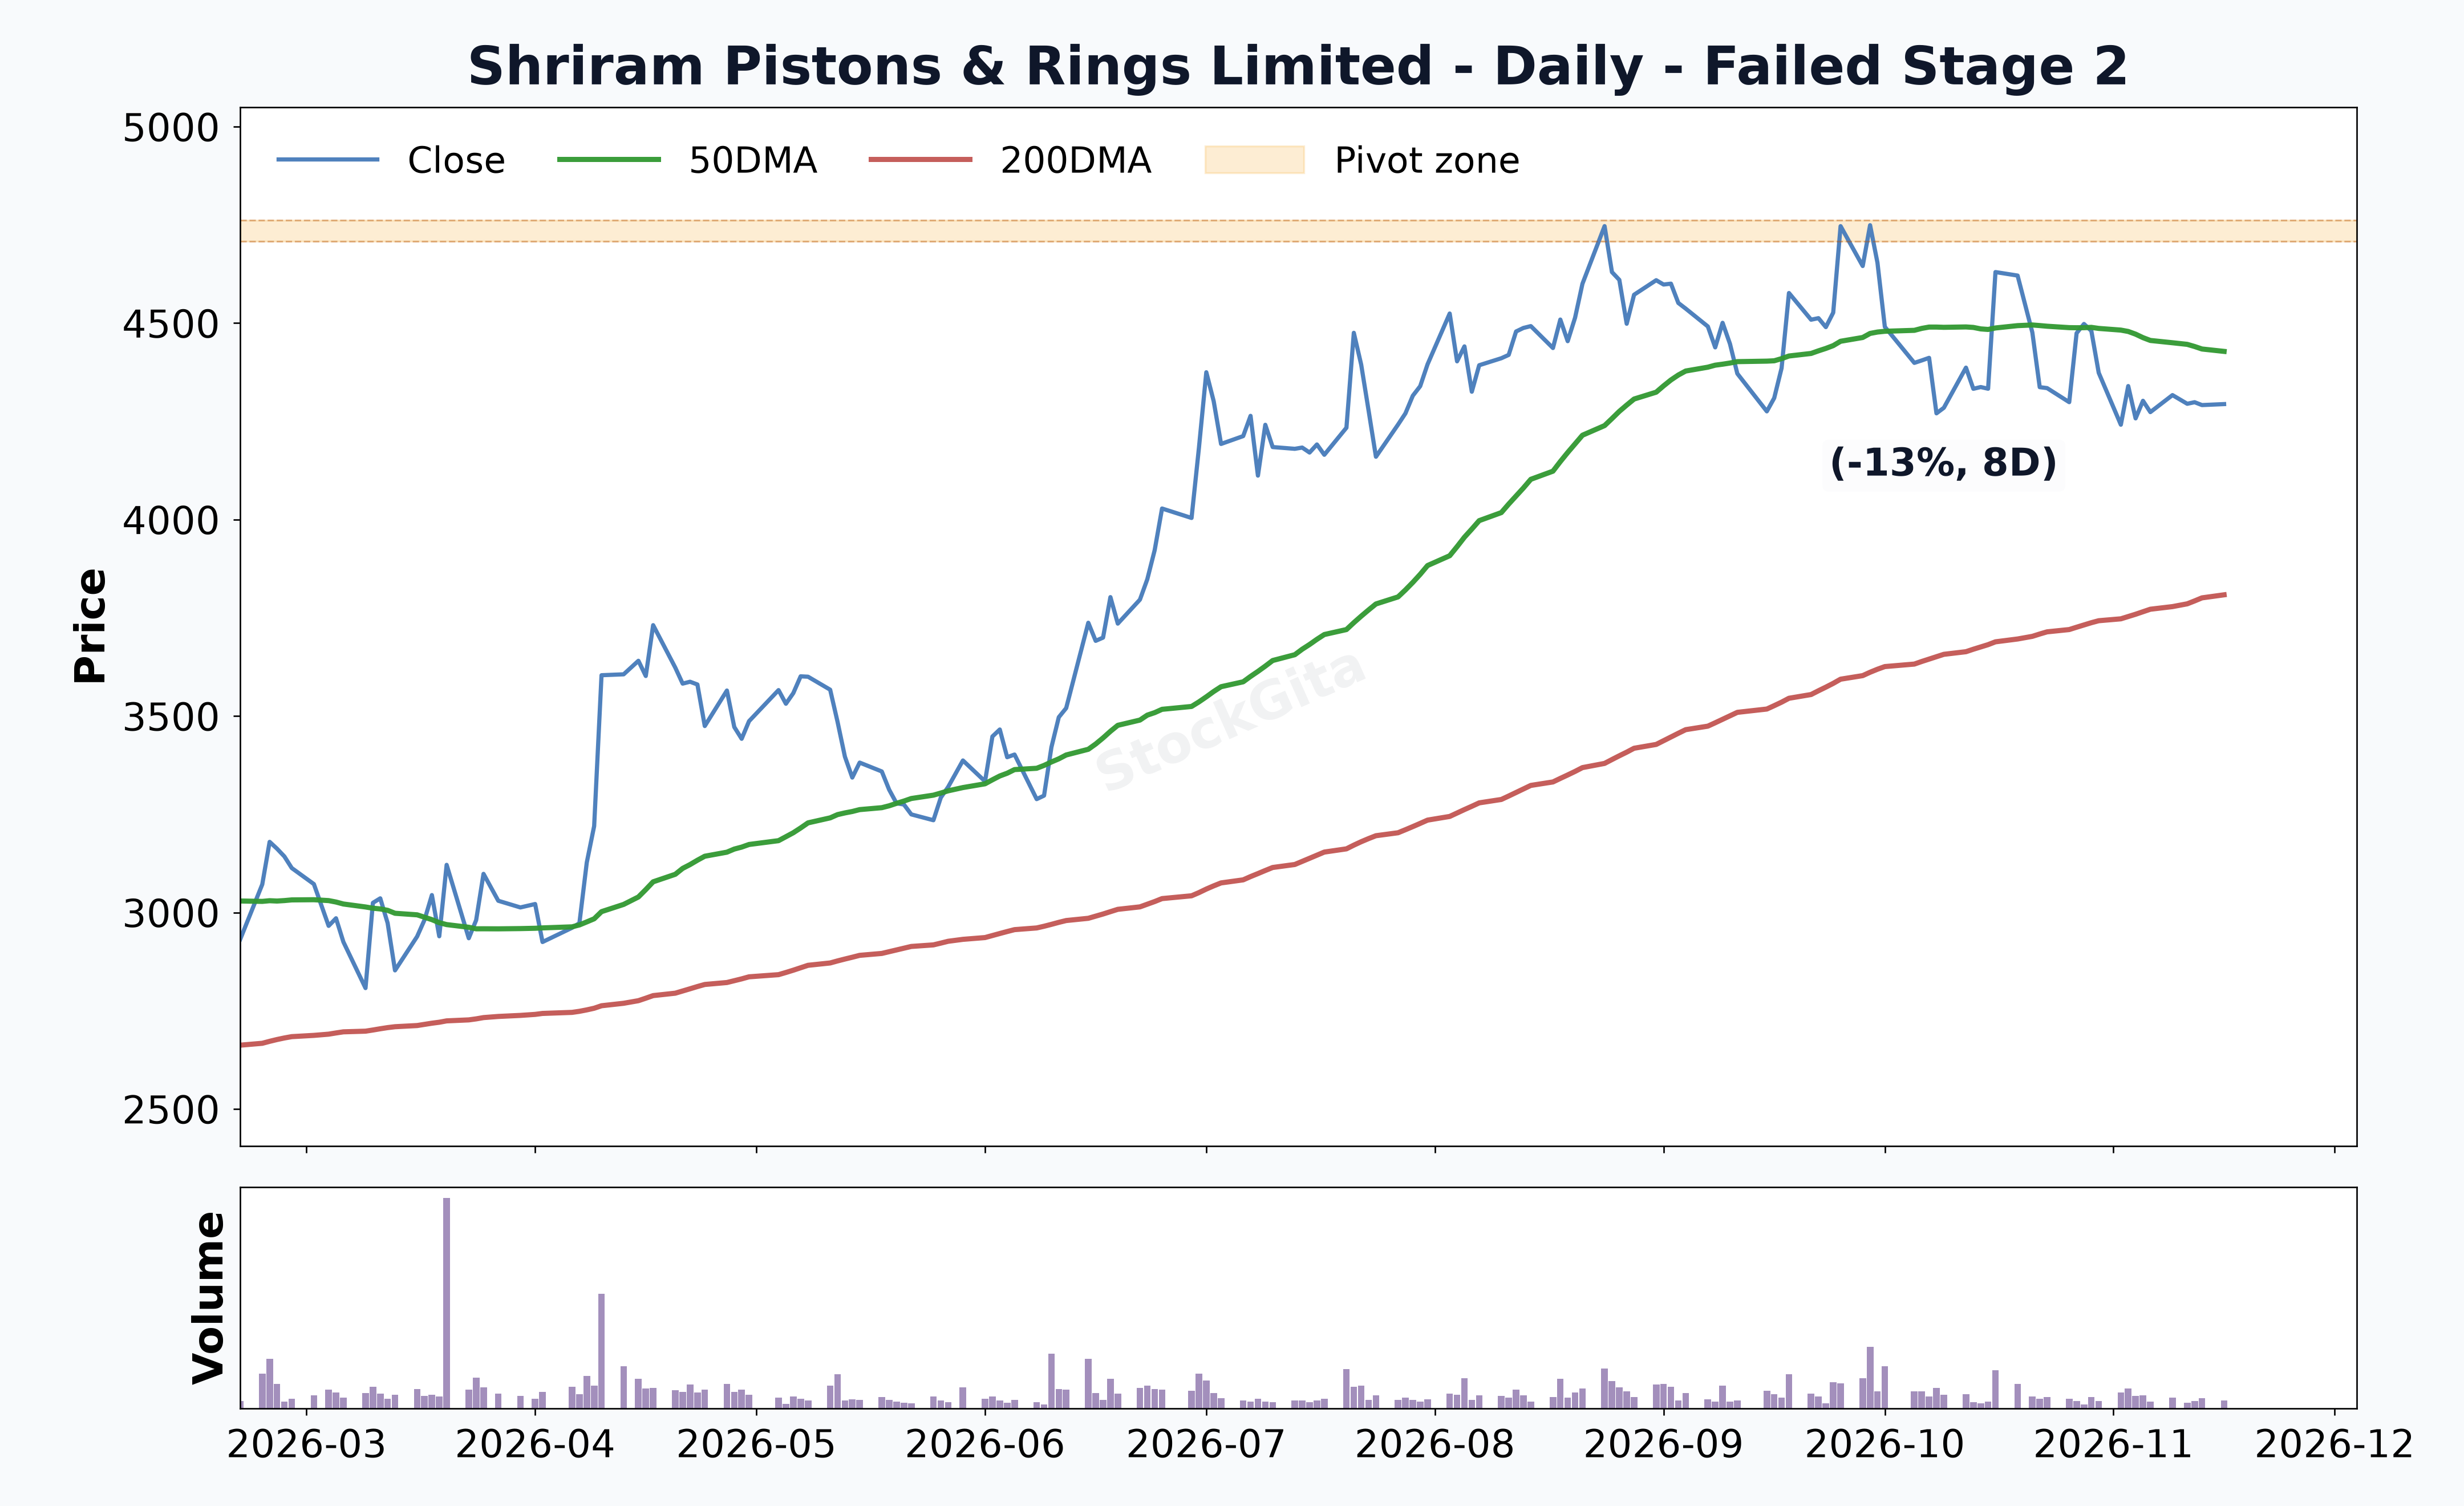 Shriram Pistons & Rings Limited - Daily - Failed Stage 2
Close 50DMA 200DMA Pivot zone
5000
4500
4000
3500
3000
2500
Price
(-13%, 8D)
StockGita
Volume
2026-03 2026-04 2026-05 2026-06 2026-07 2026-08 2026-09 2026-10 2026-11 2026-12